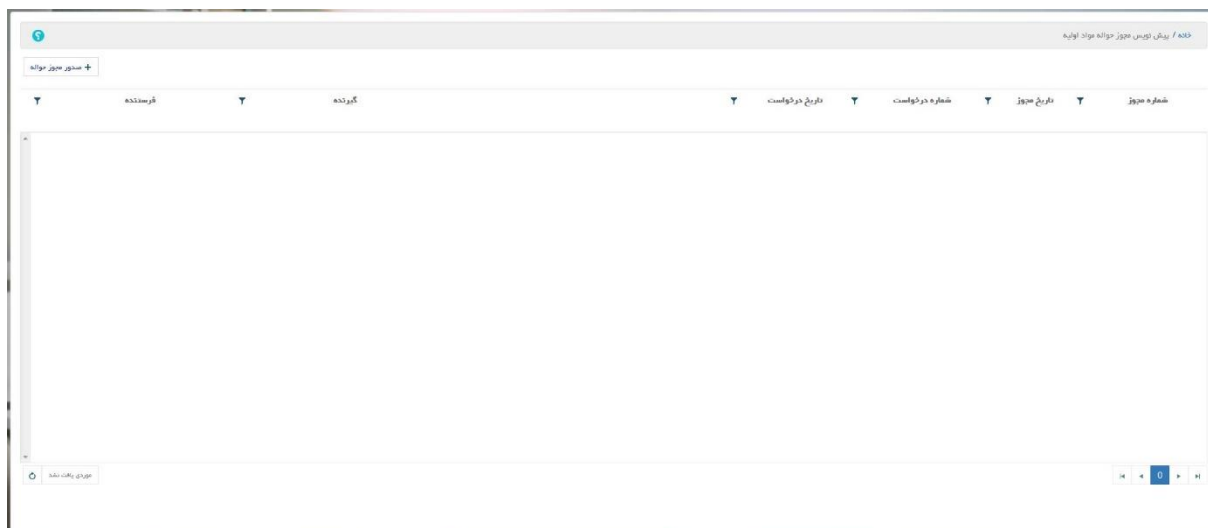 خانه / پیش نویس مجوز حواله مواد اولیه
+ صدور مجوز حواله
شماره مجوز تاریخ مجوز شماره درخواست تاریخ درخواست گیرنده فرستنده
0
موردی یافت نشد